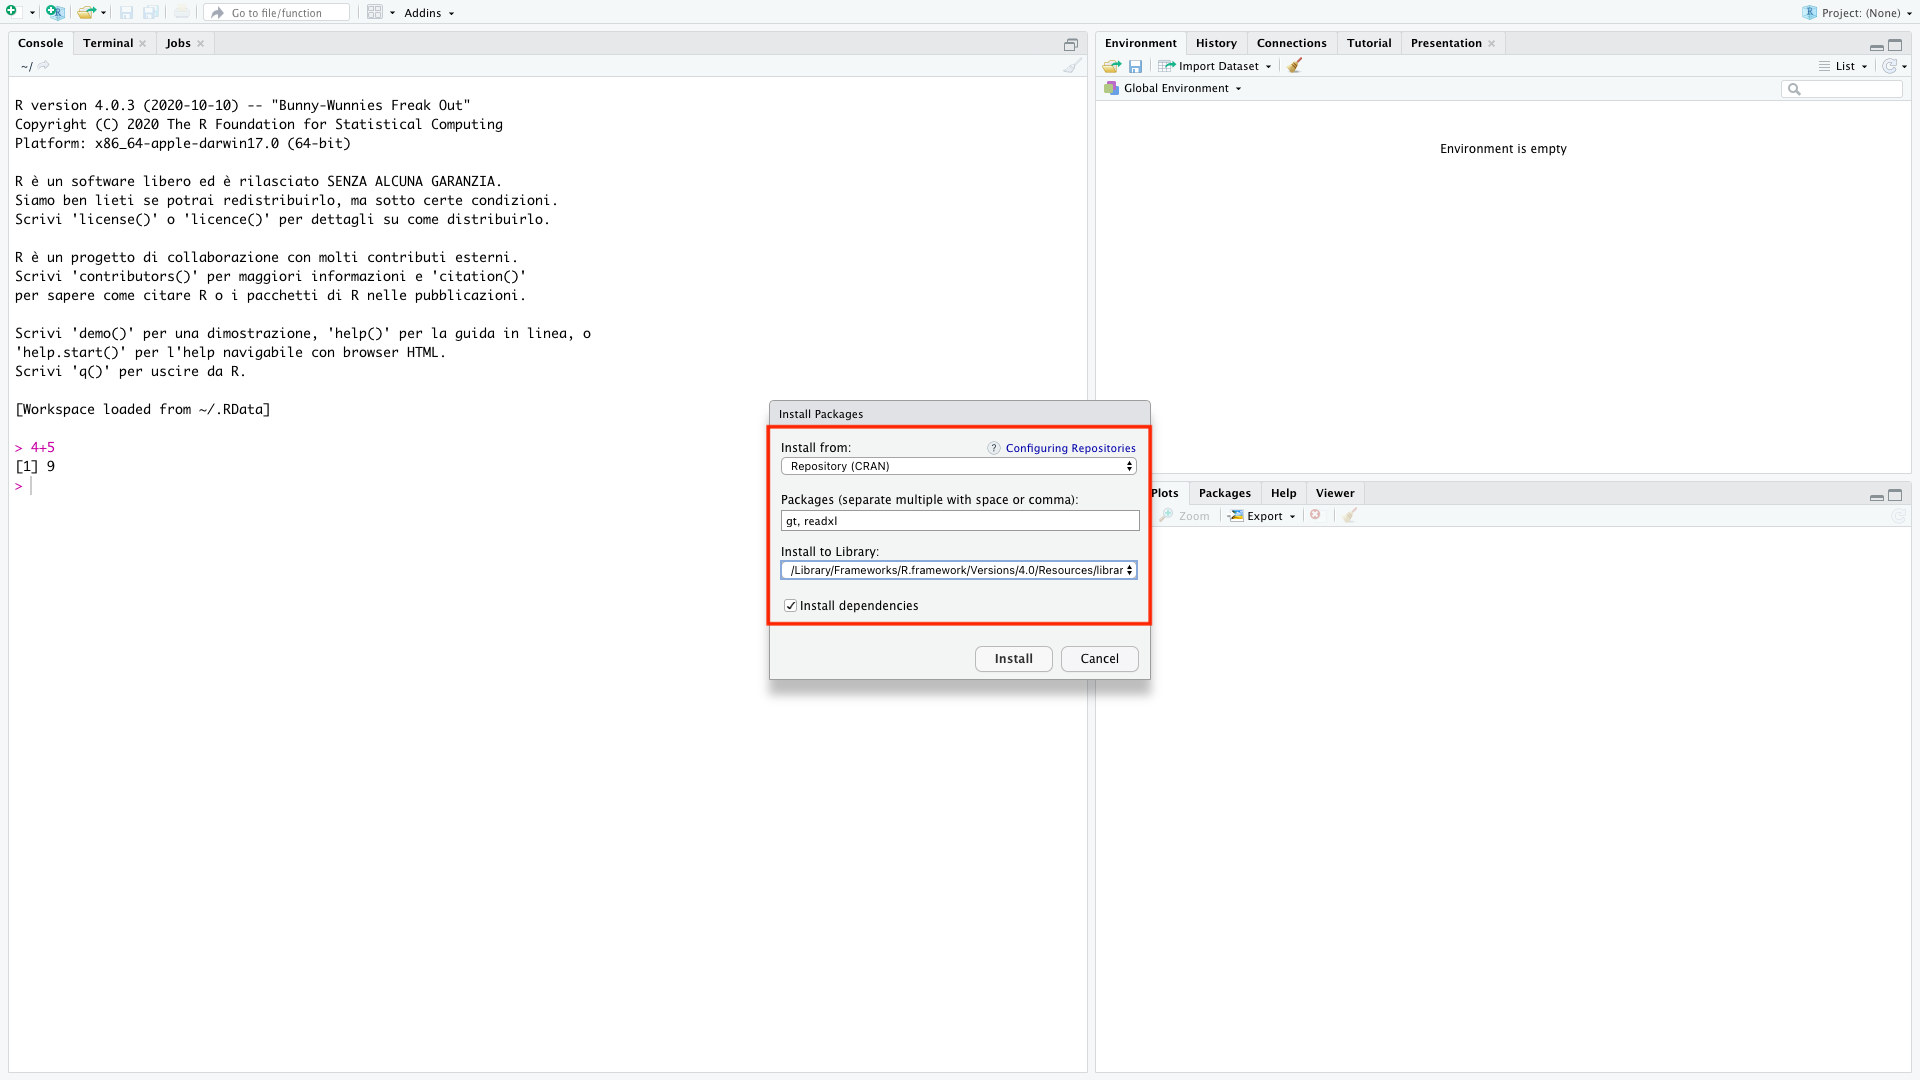 Go to file/function
Addins
Project: (None)
Console
Terminal
Jobs
~/
R version 4.0.3 (2020-10-10) -- "Bunny-Wunnies Freak Out"
Copyright (C) 2020 The R Foundation for Statistical Computing
Platform: x86_64-apple-darwin17.0 (64-bit)
R è un software libero ed è rilasciato SENZA ALCUNA GARANZIA.
Siamo ben lieti se potrai redistribuirlo, ma sotto certe condizioni.
Scrivi 'license()' o 'licence()' per dettagli su come distribuirlo.
R è un progetto di collaborazione con molti contributi esterni.
Scrivi 'contributors()' per maggiori informazioni e 'citation()'
per sapere come citare R o i pacchetti di R nelle pubblicazioni.
Scrivi 'demo()' per una dimostrazione, 'help()' per la guida in linea, o
'help.start()' per l'help navigabile con browser HTML.
Scrivi 'q()' per uscire da R.
[Workspace loaded from ~/.RData]
> 4+5
[1] 9
>
Install Packages
Install from:
? Configuring Repositories
Repository (CRAN)
Packages (separate multiple with space or comma):
gt, readxl
Install to Library:
/Library/Frameworks/R.framework/Versions/4.0/Resources/librar
Install dependencies
Install
Cancel
Environment
History
Connections
Tutorial
Presentation
Import Dataset
List
Global Environment
Environment is empty
Plots
Packages
Help
Viewer
Zoom
Export